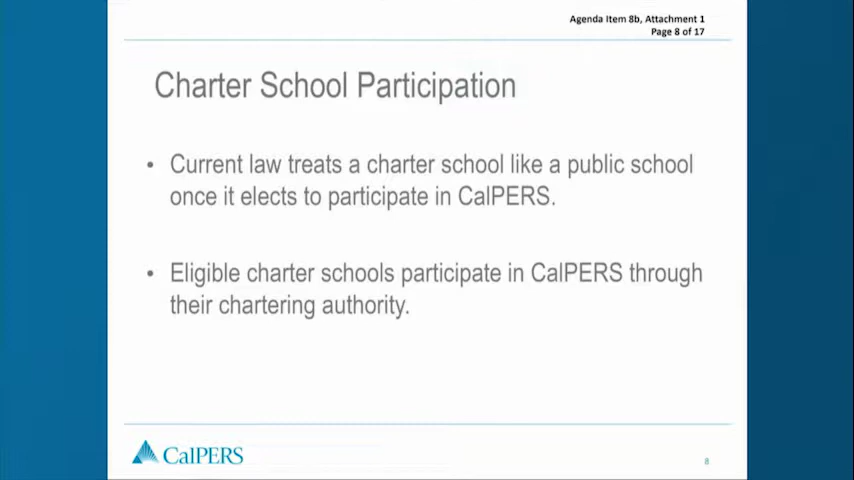 Agenda Item 8b, Attachment 1
Page 8 of 17
Charter School Participation
• Current law treats a charter school like a public school
once it elects to participate in CalPERS.
• Eligible charter schools participate in CalPERS through
their chartering authority.
CalPERS
8